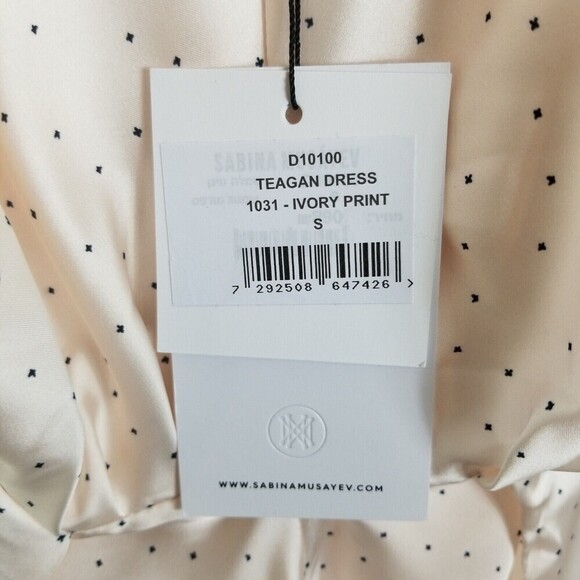 D10100
TEAGAN DRESS
1031 - IVORY PRINT
S
7 292508 647426 >
WWW.SABINAMUSAYEV.COM